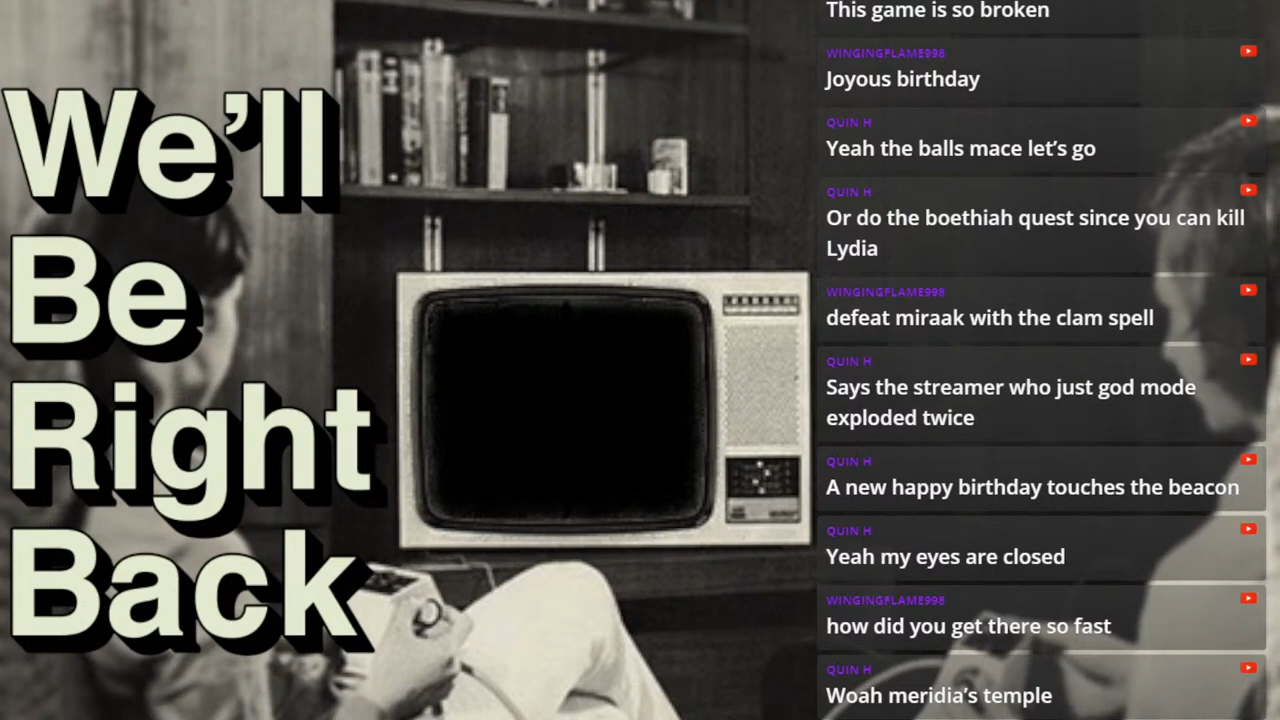 We'll
Be
Right
Back
This game is so broken
WINGINGFLAME998
Joyous birthday
QUIN H
Yeah the balls mace let's go
QUIN H
Or do the boethiah quest since you can kill
Lydia
WINGINGFLAME998
defeat miraak with the clam spell
QUIN H
Says the streamer who just god mode
exploded twice
QUIN H
A new happy birthday touches the beacon
QUIN H
Yeah my eyes are closed
WINGINGFLAME998
how did you get there so fast
QUIN H
Woah meridia's temple